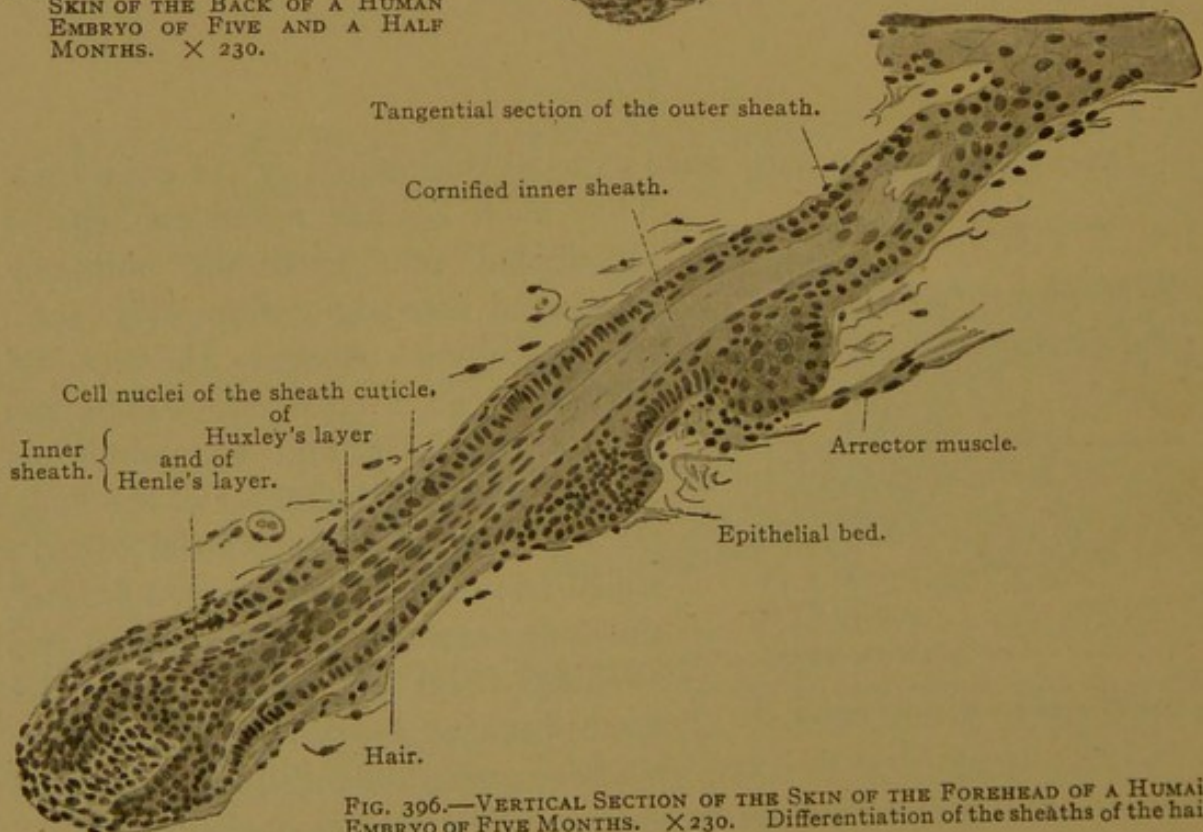 SKIN OF THE BACK OF A HUMAN
EMBRYO OF FIVE AND A HALF
MONTHS. × 230.
Tangential section of the outer sheath.
Cornified inner sheath.
Cell nuclei of the sheath cuticle.
of
Huxley's layer
Inner sheath. { and of
Henle's layer.
Arrector muscle.
Epithelial bed.
Hair.
FIG. 396.—VERTICAL SECTION OF THE SKIN OF THE FOREHEAD OF A HUMA
EMBRYO OF FIVE MONTHS. ×230. Differentiation of the sheaths of the ha